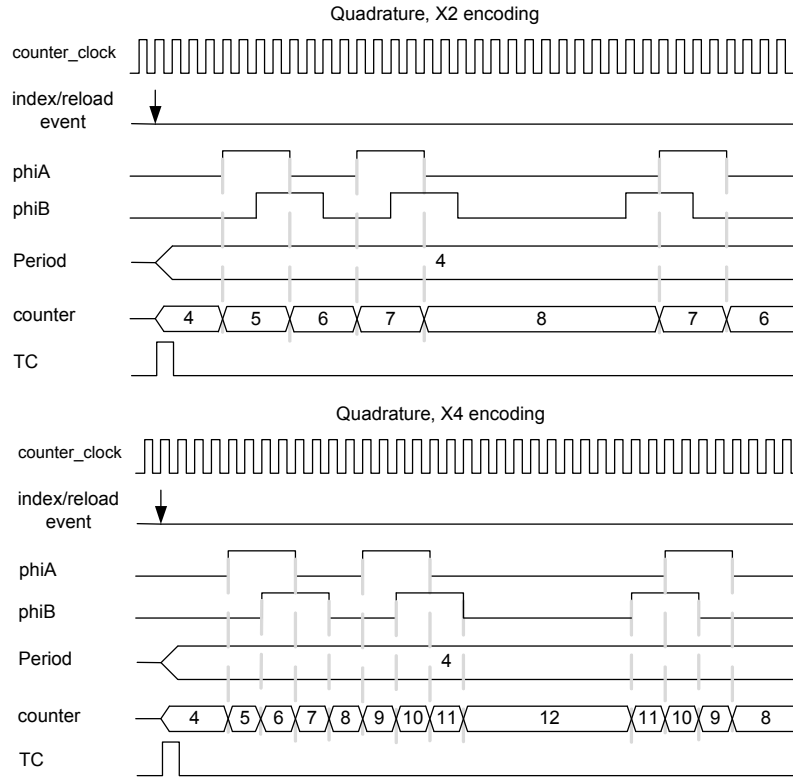 Quadrature, X2 encoding
counter_clock
index/reload
event
phiA
phiB
Period
4
counter
4 5 6 7 8 7 6
TC
Quadrature, X4 encoding
counter_clock
index/reload
event
phiA
phiB
Period
4
counter
4 5 6 7 8 9 10 11 12 11 10 9 8
TC